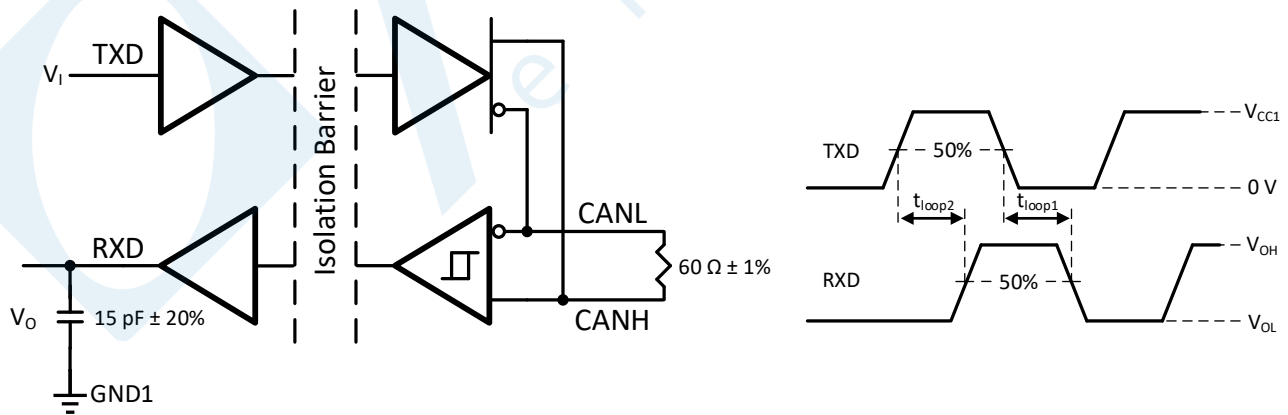 TXD
V_I
Isolation Barrier
RXD
V_O
15 pF ± 20%
GND1
CANL
60 Ω ± 1%
CANH
V_CC1
TXD
50%
0 V
t_loop2
t_loop1
V_OH
RXD
50%
V_OL